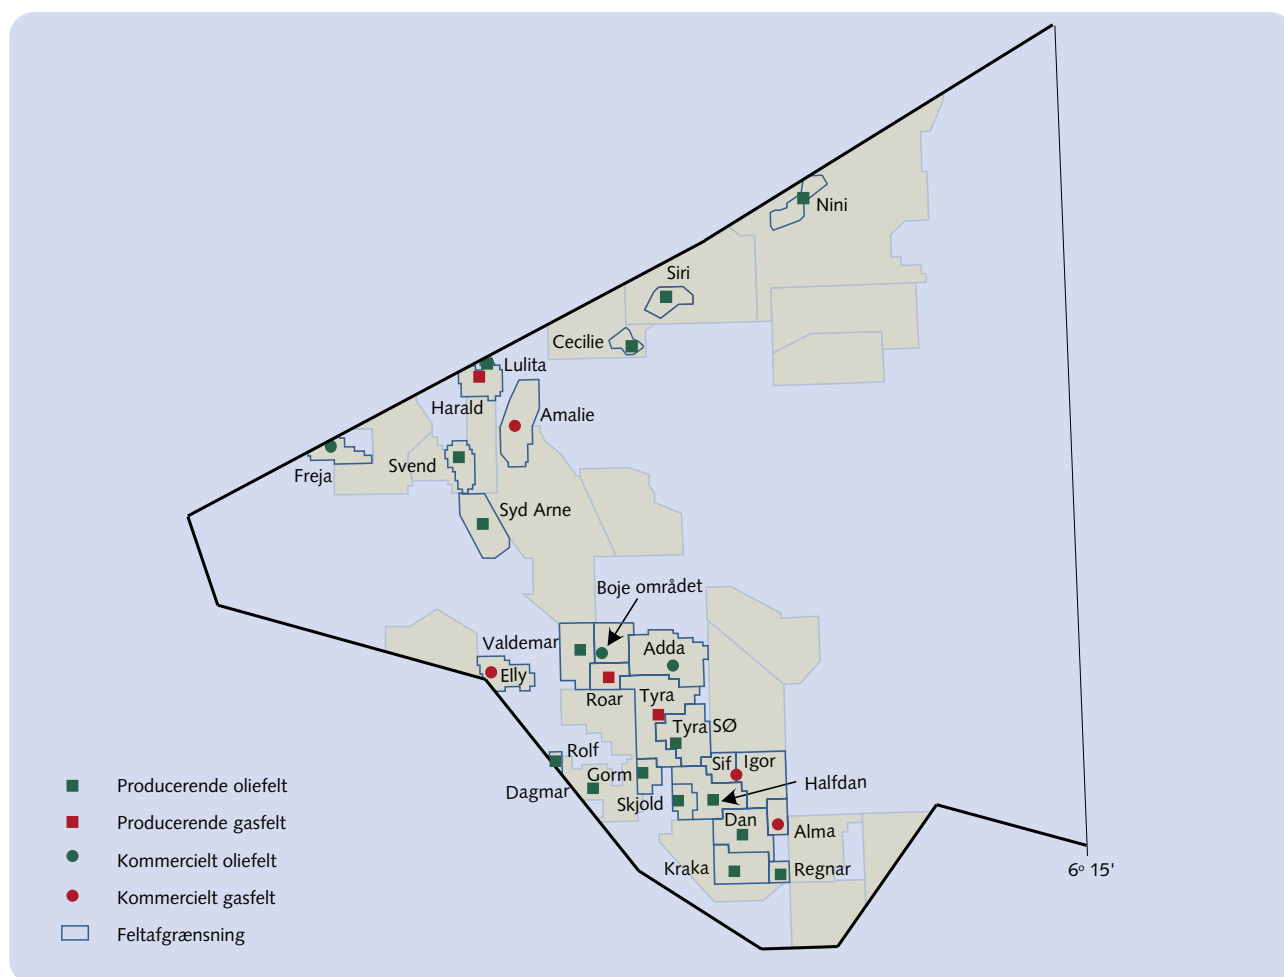 Nini
Siri
Cecilie
Lulita
Harald
Amalie
Freja
Svend
Syd Arne
Boje området
Valdemar
Adda
Elly
Roar
Tyra
Tyra SØ
Rolf
Sif
Igor
Gorm
Dagmar
Skjold
Halfdan
Dan
Alma
Kraka
Regnar
6º 15'
Producerende oliefelt
Producerende gasfelt
Kommercielt oliefelt
Kommercielt gasfelt
Feltafgrænsning